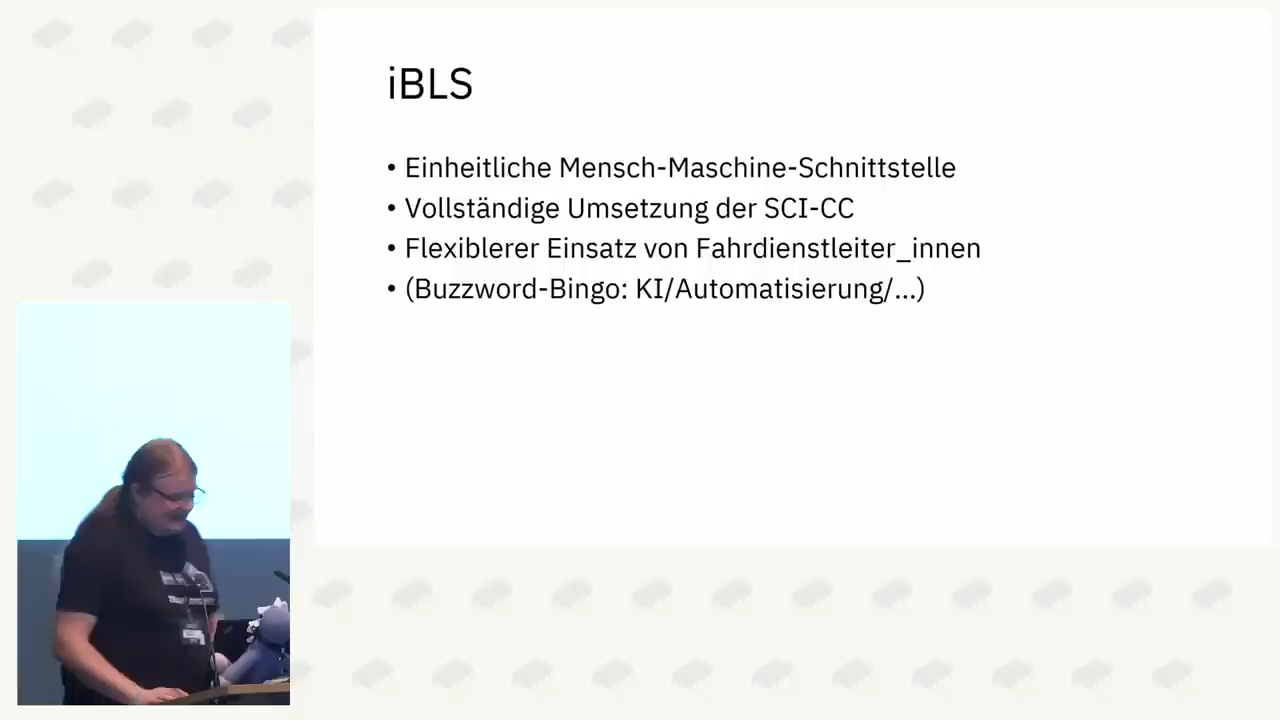 iBLS
• Einheitliche Mensch-Maschine-Schnittstelle
• Vollständige Umsetzung der SCI-CC
• Flexiblerer Einsatz von Fahrdienstleiter_innen
• (Buzzword-Bingo: KI/Automatisierung/...)